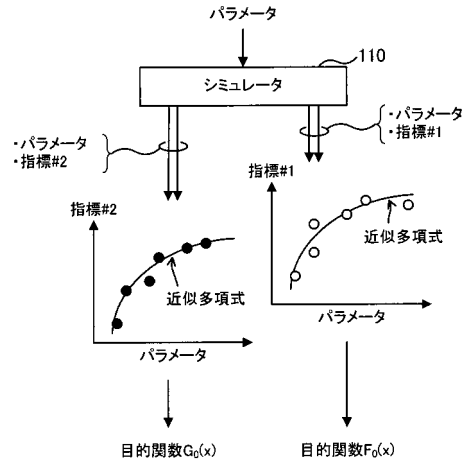 パラメータ
110
シミュレータ
・パラメータ
・指標#2
・パラメータ
・指標#1
指標#2
近似多項式
パラメータ
指標#1
近似多項式
パラメータ
目的関数G₀(x)
目的関数F₀(x)